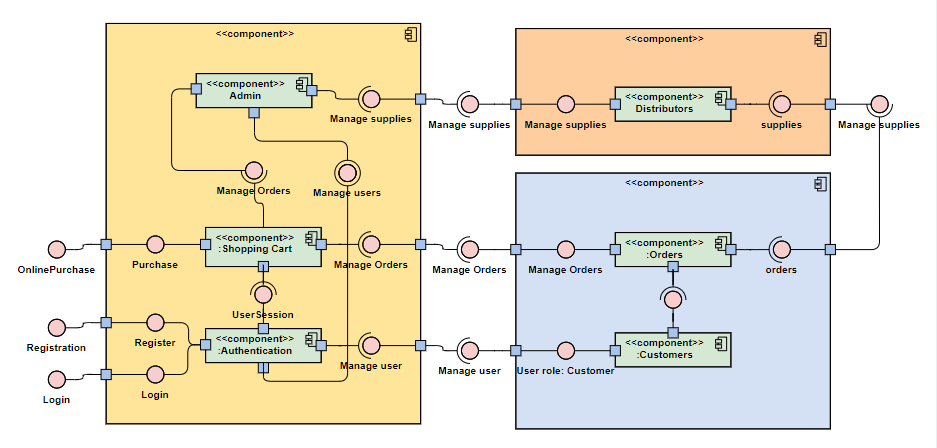 <<component>>
<<component>>
<<component>>
Admin
Manage supplies
Manage supplies
Manage supplies
<<component>>
Distributors
supplies
Manage supplies
Manage Orders
Manage users
<<component>>
OnlinePurchase
Purchase
<<component>>
:Shopping Cart
Manage Orders
Manage Orders
Manage Orders
<<component>>
:Orders
orders
UserSession
Registration
Register
<<component>>
:Authentication
Manage user
Manage user
User role: Customer
<<component>>
:Customers
Login
Login